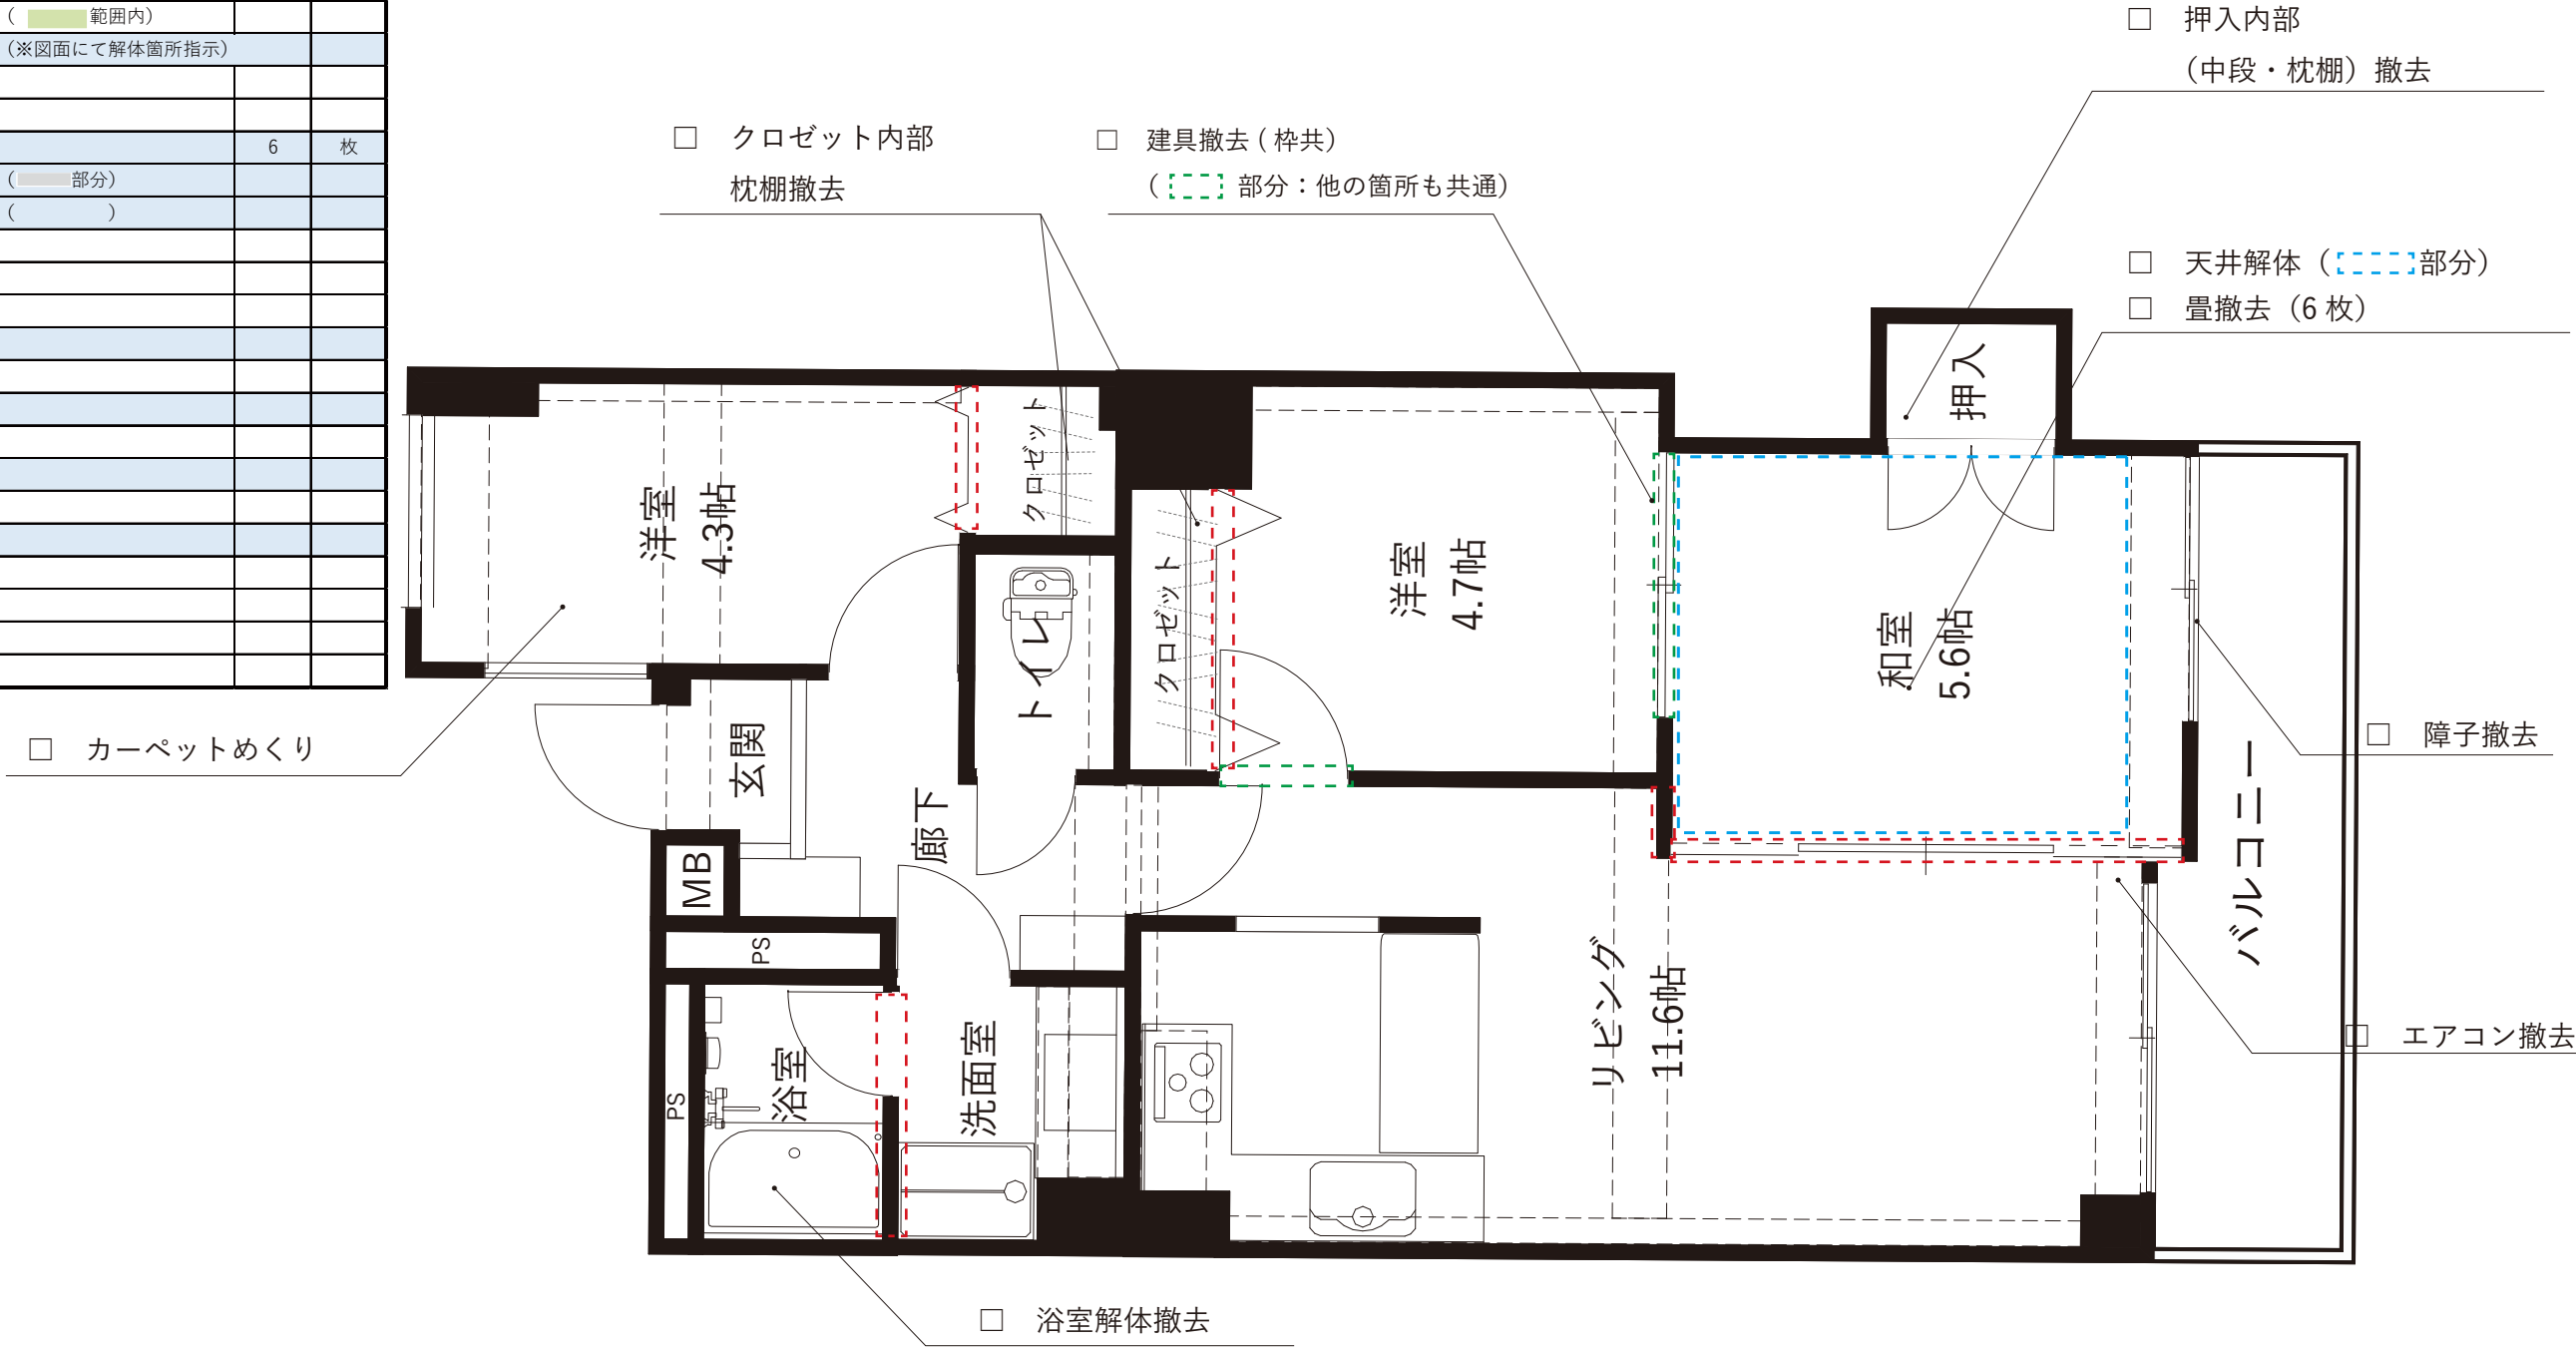 (　範囲内)
(※図面にて解体箇所指示)
6 枚
(　部分)
(　)
□ 押入内部
(中段・枕棚) 撤去
□ クロゼット内部
枕棚撤去
□ 建具撤去 ( 枠共)
(　部分：他の箇所も共通)
□ 天井解体 (　部分)
□ 畳撤去 (6 枚)
押入
クロゼット
洋室
4.3帖
クロゼット
洋室
4.7帖
和室
5.6帖
トイレ
玄関
□ カーペットめくり
□ 障子撤去
廊下
MB
バルコニー
PS
リビング
11.6帖
□ エアコン撤去
浴室
洗面室
PS
□ 浴室解体撤去